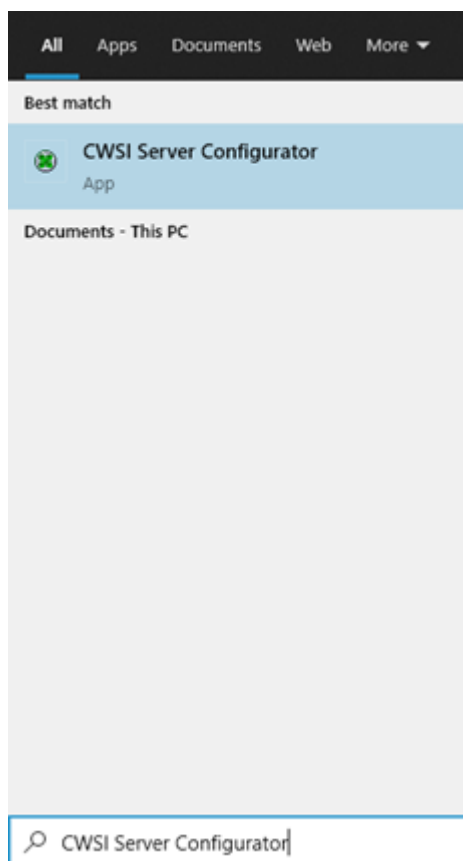 All Apps Documents Web More
Best match
CWSI Server Configurator
App
Documents - This PC
CWSI Server Configurator